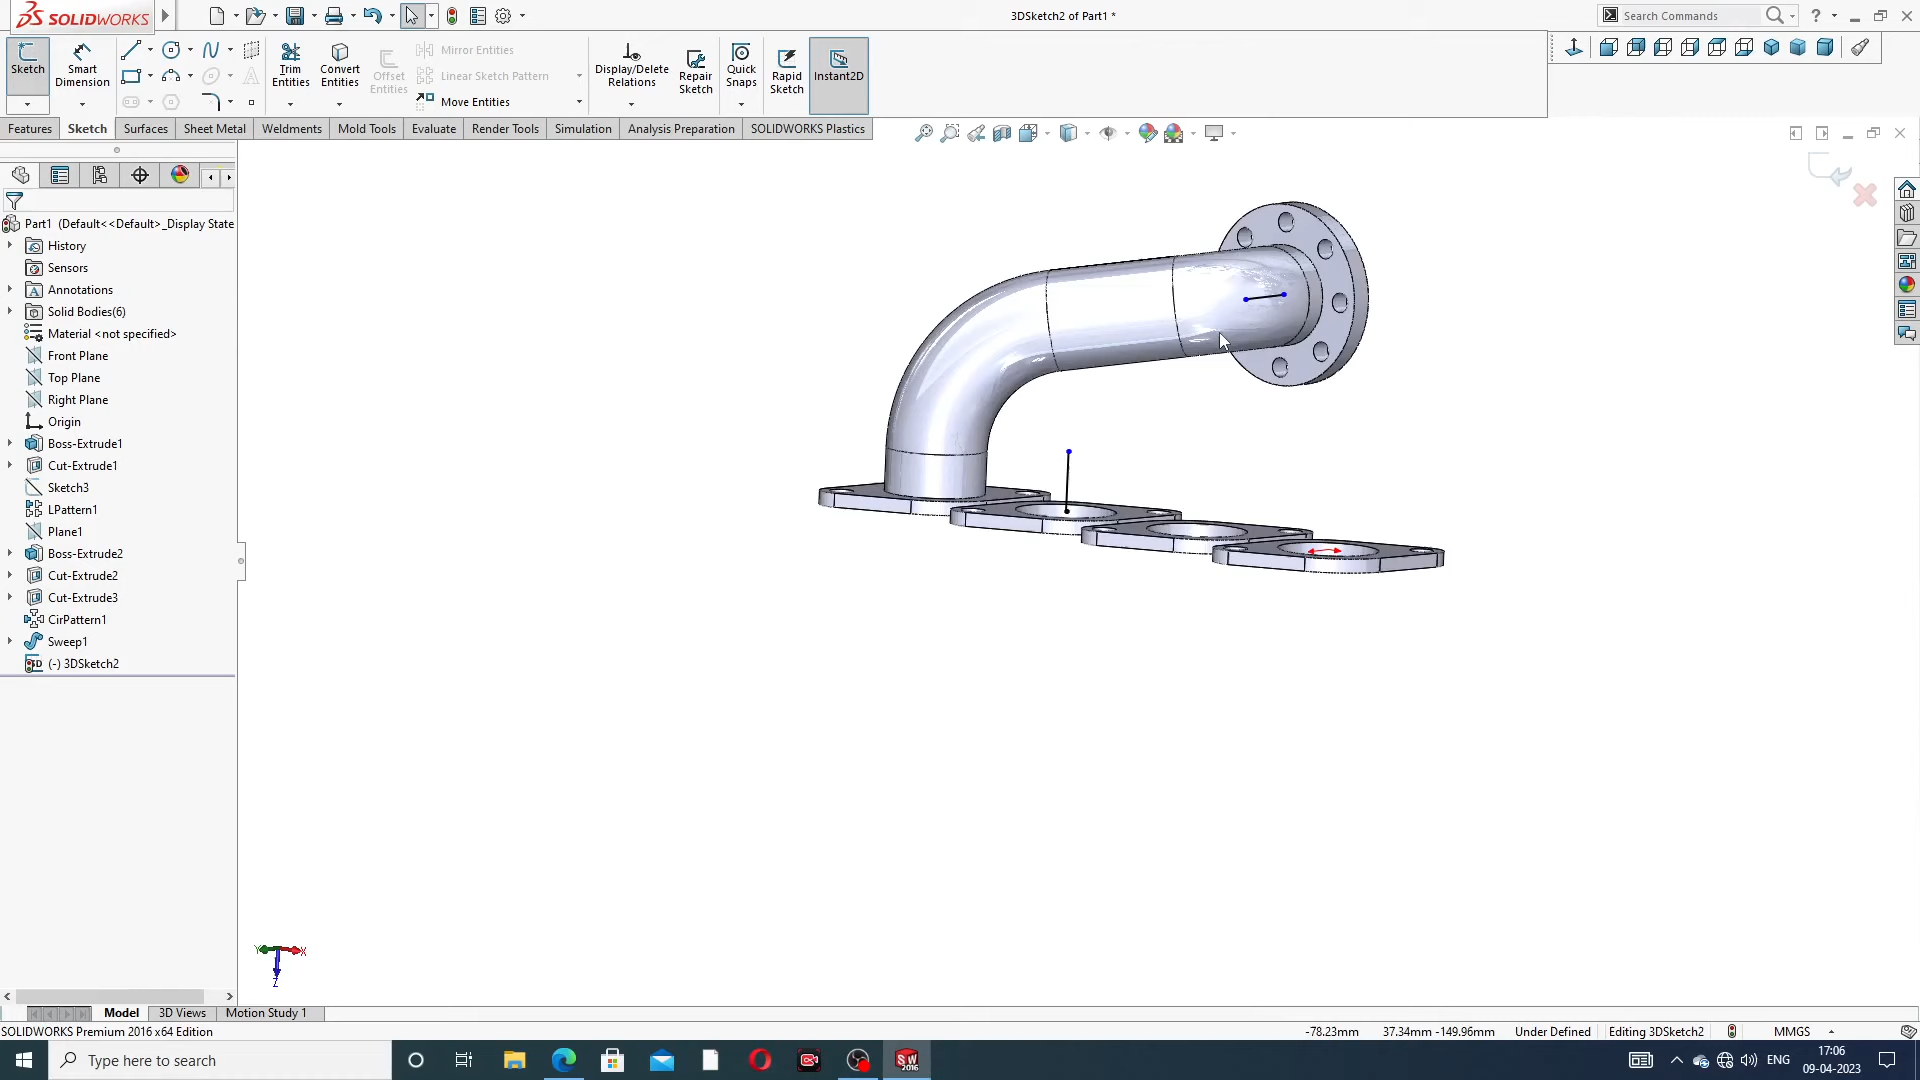 SOLIDWORKS
3DSketch2 of Part1 *
Search Commands
Sketch
Smart Dimension
Trim Entities
Convert Entities
Offset Entities
Mirror Entities
Linear Sketch Pattern
Move Entities
Display/Delete Relations
Repair Sketch
Quick Snaps
Rapid Sketch
Instant2D
Features
Sketch
Surfaces
Sheet Metal
Weldments
Mold Tools
Evaluate
Render Tools
Simulation
Analysis Preparation
SOLIDWORKS Plastics
Part1 (Default<<Default>_Display State
History
Sensors
Annotations
Solid Bodies(6)
Material <not specified>
Front Plane
Top Plane
Right Plane
Origin
Boss-Extrude1
Cut-Extrude1
Sketch3
LPattern1
Plane1
Boss-Extrude2
Cut-Extrude2
Cut-Extrude3
CirPattern1
Sweep1
(-) 3DSketch2
Y X
Z
Model
3D Views
Motion Study 1
SOLIDWORKS Premium 2016 x64 Edition
-78.23mm
37.34mm -149.96mm
Under Defined
Editing 3DSketch2
MMGS
Type here to search
SW
2016
ENG
17:06
09-04-2023